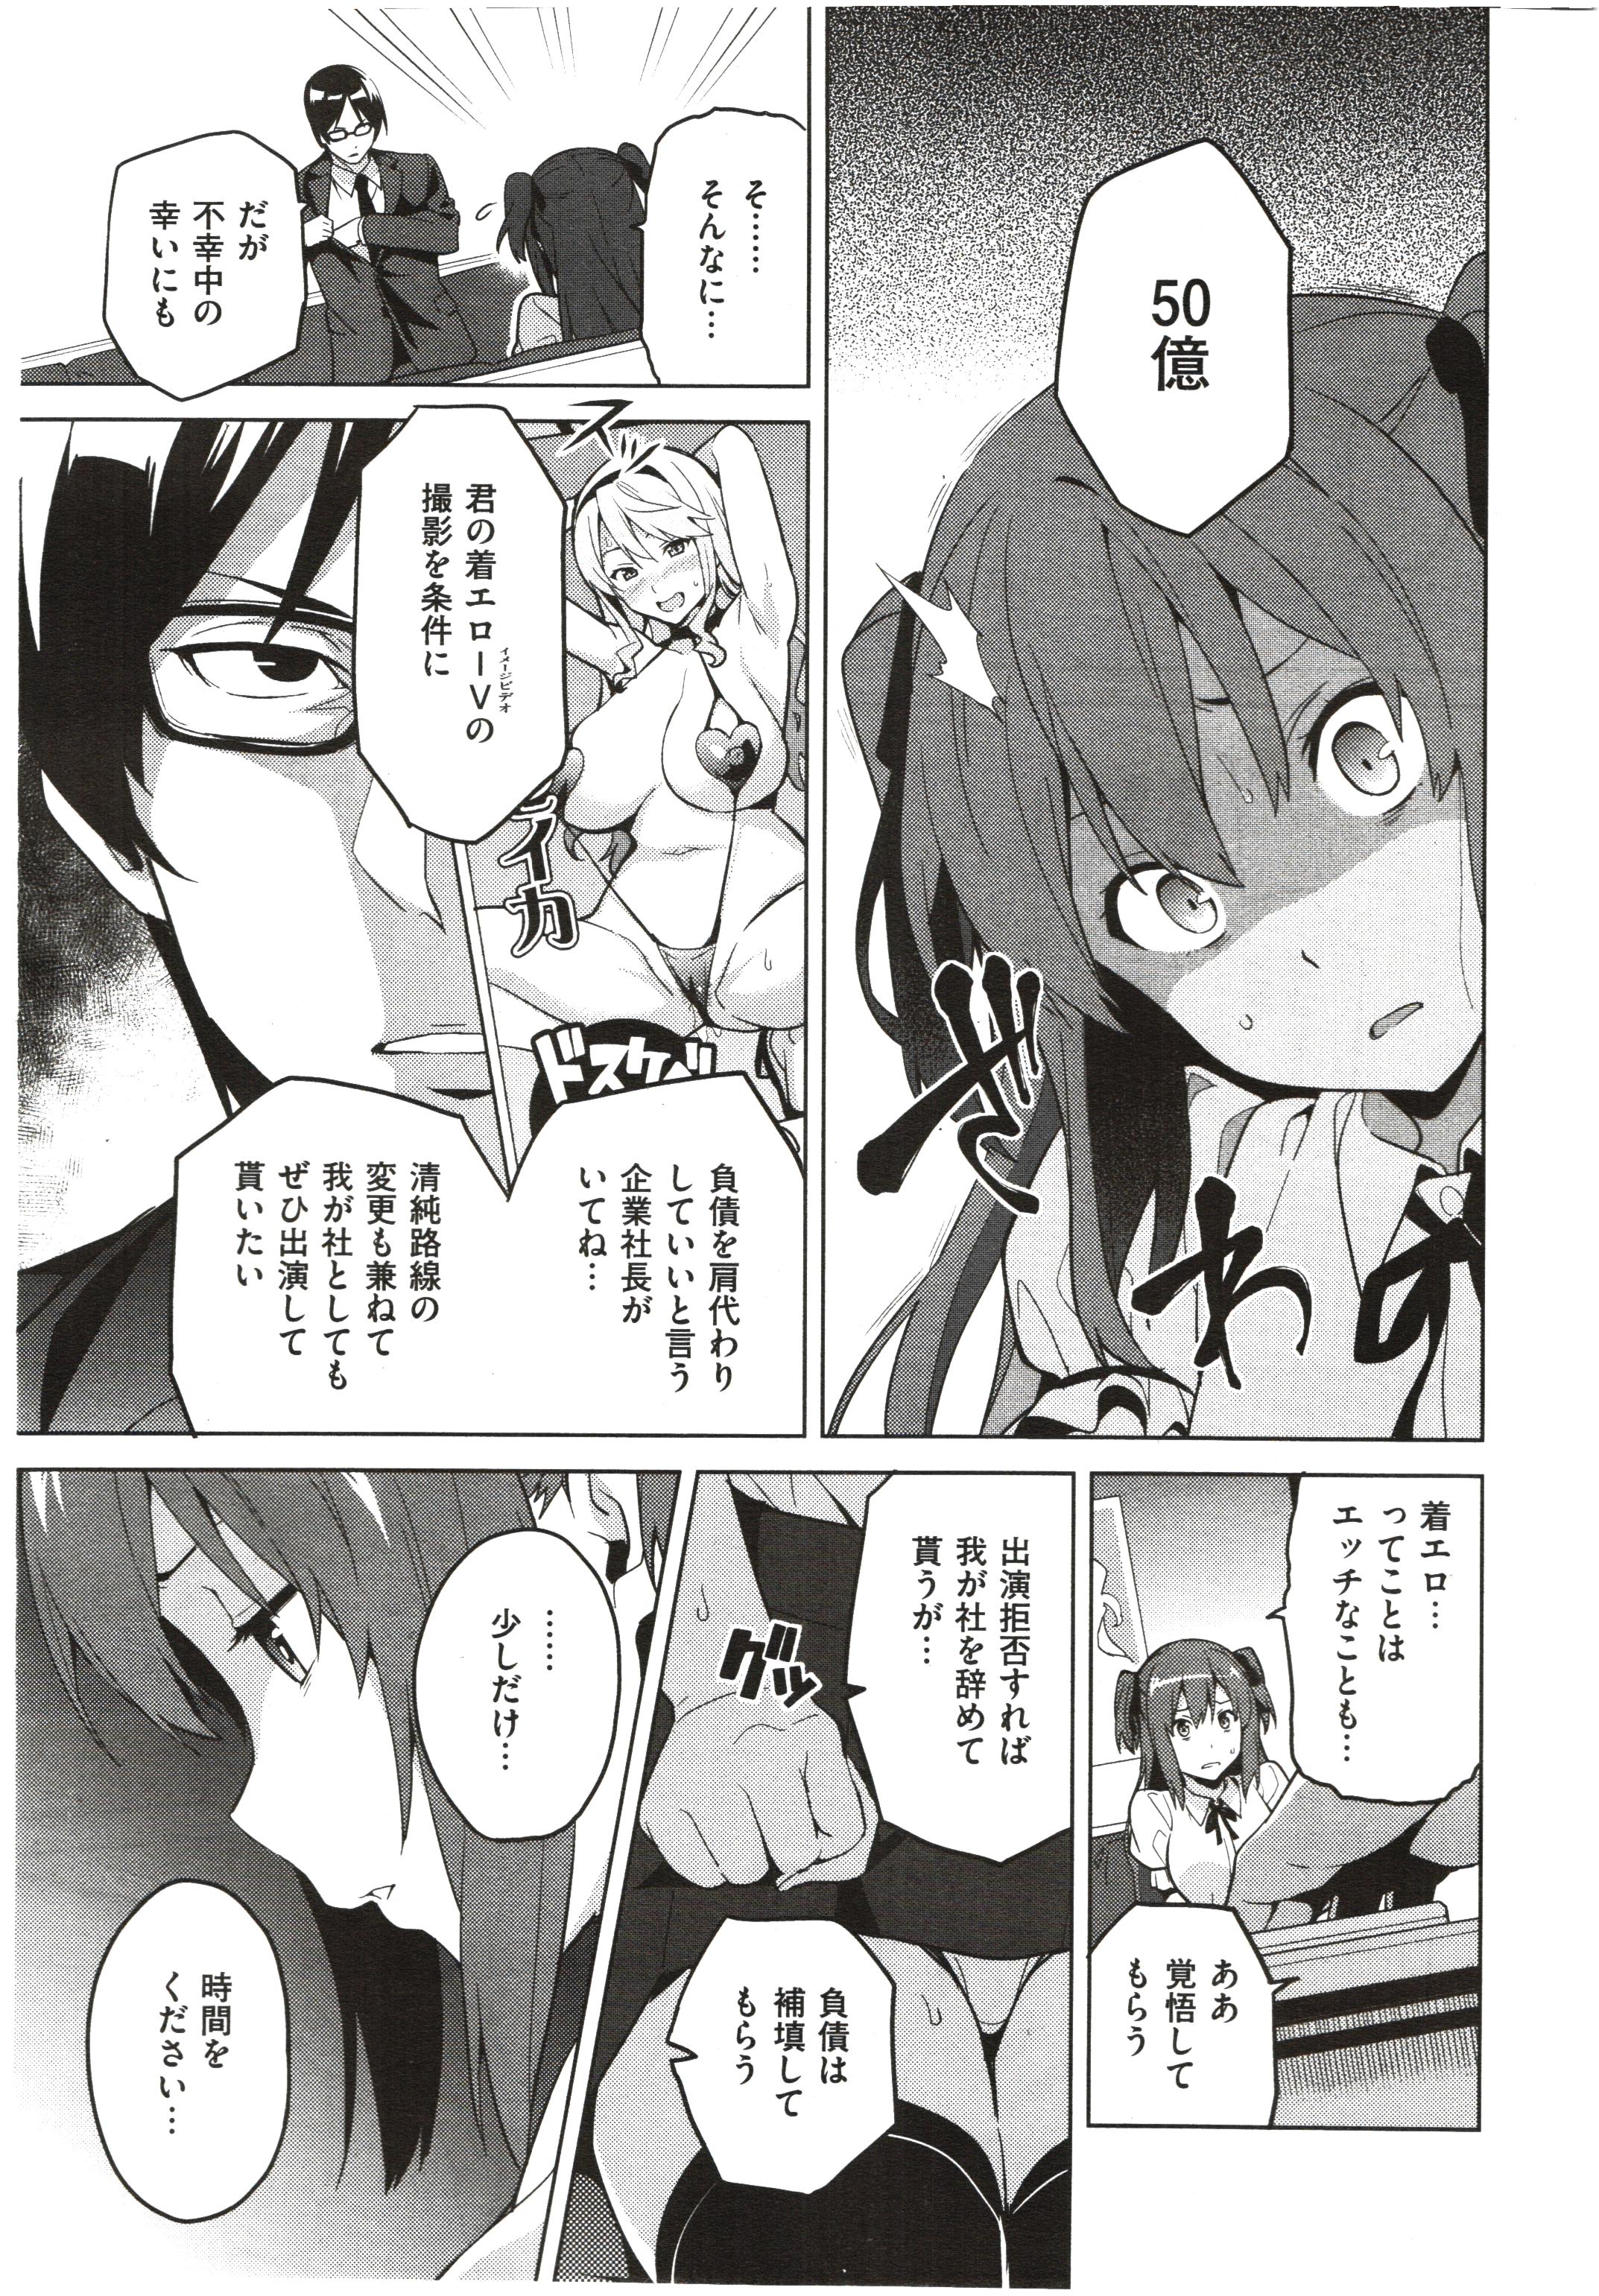 50億
ざわ
そ……
そんなに…
だが
不幸中の
幸いにも
スッ
君の着エローVの
イメージビデオ
撮影を条件に
ドスケベ
負債を肩代わり
していいと言う
企業社長が
いてね…
清純路線の
変更も兼ねて
我が社としても
ぜひ出演して
貰いたい
着エロ…
ってことは
エッチなことも…
ああ
覚悟して
もらう
出演拒否すれば
我が社を辞めて
貰うが…
グッ
負債は
補填して
もらう
……
少しだけ…
時間を
ください…